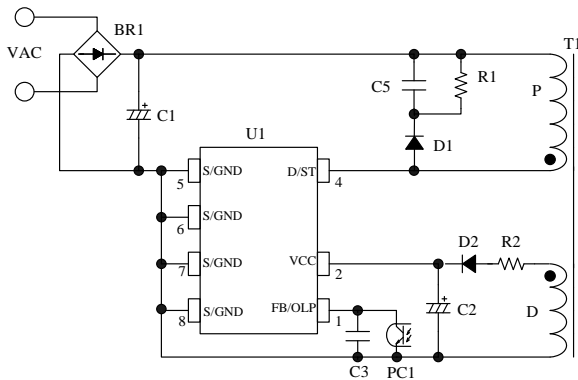 BR1
T1
VAC
C5
R1
P
C1
U1
D1
S/GND
D/ST
5
4
S/GND
6
S/GND
VCC
D2
R2
7
2
S/GND
FB/OLP
C2
D
8
1
C3
PC1